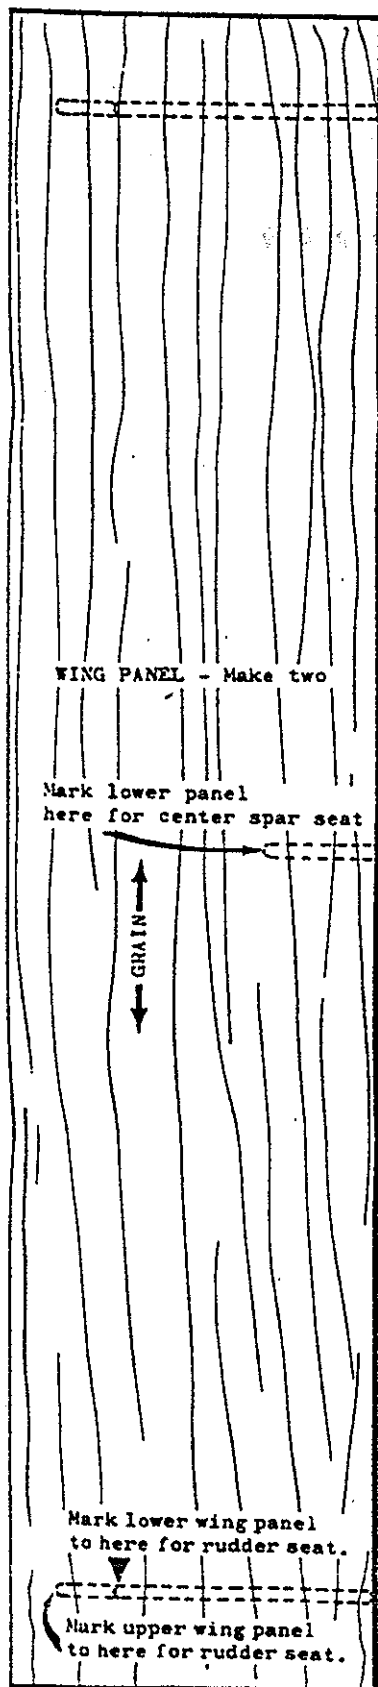 WING PANEL - Make two
Mark lower panel
here for center spar seat
GRAIN
Mark lower wing panel
to here for rudder seat.
Mark upper wing panel
to here for rudder seat.